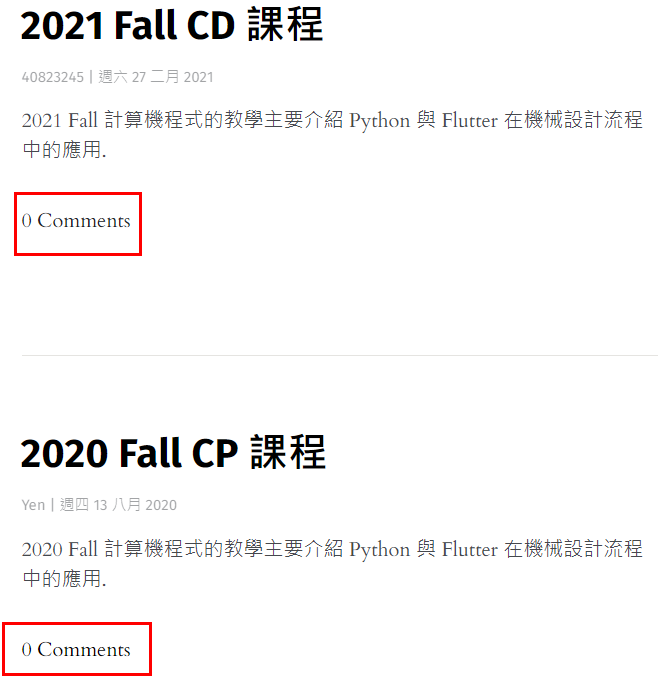 2021 Fall CD 課程
40823245 | 週六 27 二月 2021
2021 Fall 計算機程式的教學主要介紹 Python 與 Flutter 在機械設計流程
中的應用.
0 Comments
2020 Fall CP 課程
Yen | 週四 13 八月 2020
2020 Fall 計算機程式的教學主要介紹 Python 與 Flutter 在機械設計流程
中的應用.
0 Comments